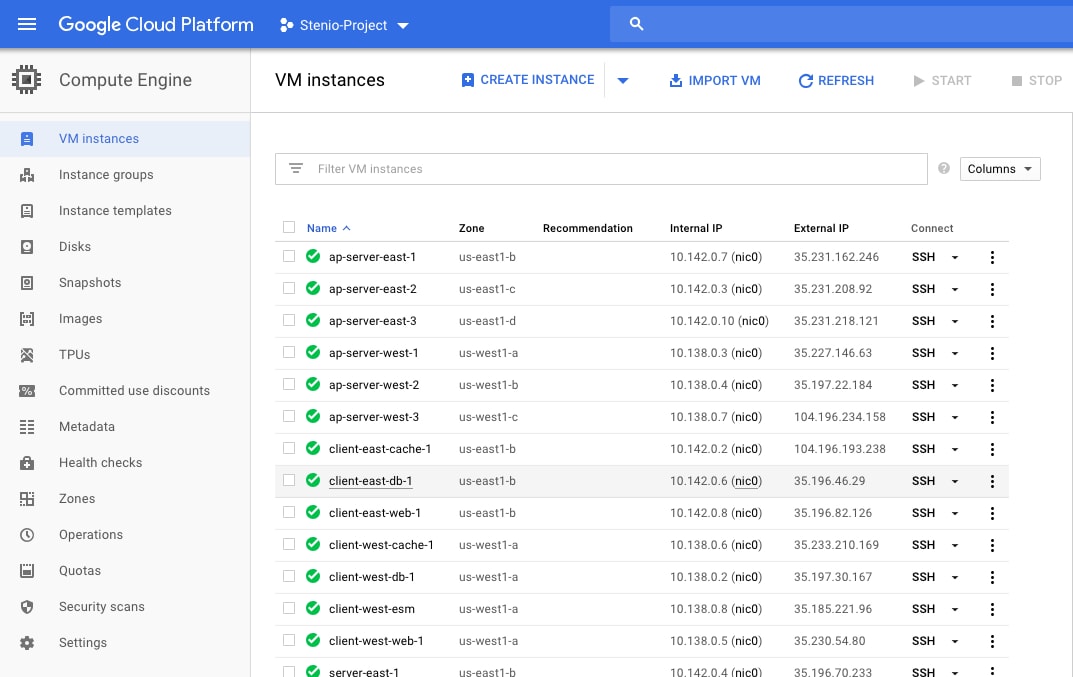 Google Cloud Platform Stenio-Project
Compute Engine
VM instances CREATE INSTANCE IMPORT VM REFRESH START STOP
VM instances
Instance groups
Instance templates
Disks
Snapshots
Images
TPUs
Committed use discounts
Metadata
Health checks
Zones
Operations
Quotas
Security scans
Settings
Filter VM instances ? Columns
Name Zone Recommendation Internal IP External IP Connect
ap-server-east-1 us-east1-b 10.142.0.7 (nic0) 35.231.162.246 SSH
ap-server-east-2 us-east1-c 10.142.0.3 (nic0) 35.231.208.92 SSH
ap-server-east-3 us-east1-d 10.142.0.10 (nic0) 35.231.218.121 SSH
ap-server-west-1 us-west1-a 10.138.0.3 (nic0) 35.227.146.63 SSH
ap-server-west-2 us-west1-b 10.138.0.4 (nic0) 35.197.22.184 SSH
ap-server-west-3 us-west1-c 10.138.0.7 (nic0) 104.196.234.158 SSH
client-east-cache-1 us-east1-b 10.142.0.2 (nic0) 104.196.193.238 SSH
client-east-db-1 us-east1-b 10.142.0.6 (nic0) 35.196.46.29 SSH
client-east-web-1 us-east1-b 10.142.0.8 (nic0) 35.196.82.126 SSH
client-west-cache-1 us-west1-a 10.138.0.6 (nic0) 35.233.210.169 SSH
client-west-db-1 us-west1-a 10.138.0.2 (nic0) 35.197.30.167 SSH
client-west-esm us-west1-a 10.138.0.8 (nic0) 35.185.221.96 SSH
client-west-web-1 us-west1-a 10.138.0.5 (nic0) 35.230.54.80 SSH
server-east-1 us-east1-b 10.142.0.4 (nic0) 35.196.70.233 SSH